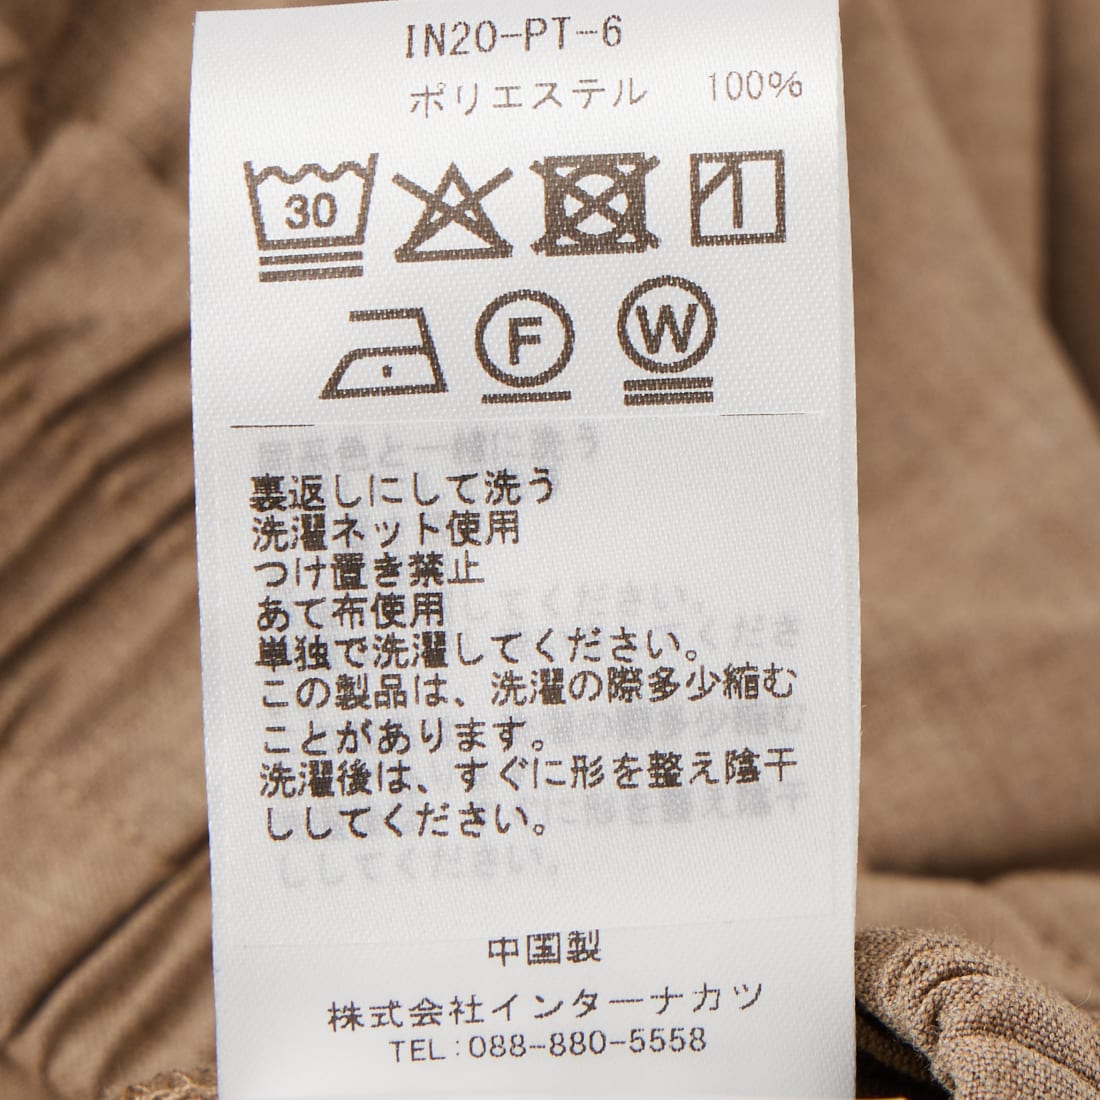 IN20-PT-6
ポリエステル 100%
30
F
W
裏返しにして洗う
洗濯ネット使用
つけ置き禁止
あて布使用
単独で洗濯してください。
この製品は、洗濯の際多少縮む
ことがあります。
洗濯後は、すぐに形を整え陰干
ししてください。
中国製
株式会社インターナカツ
TEL:088-880-5558